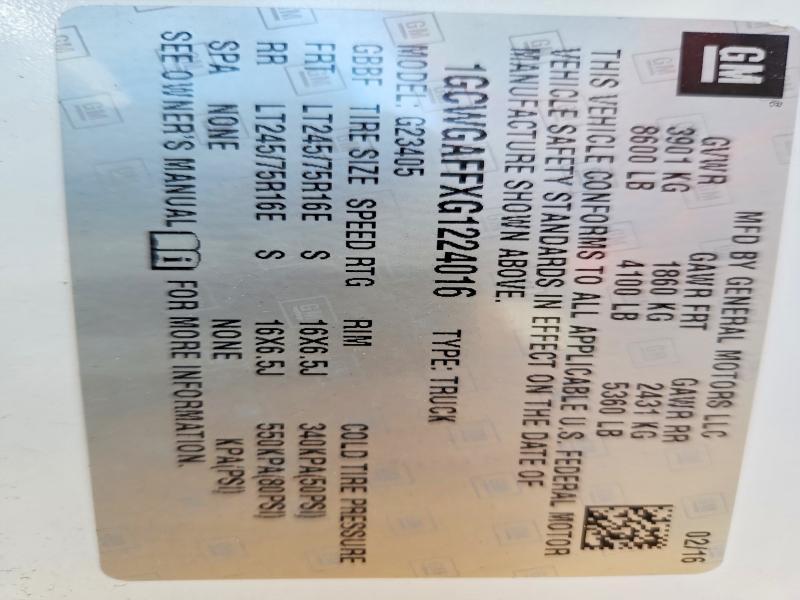 GM ®
MFD BY GENERAL MOTORS LLC 02/16
GVWR GAWR FRT GAWR RR
3901 KG 1860 KG 2431 KG
8600 LB 4100 LB 5360 LB
THIS VEHICLE CONFORMS TO ALL APPLICABLE U.S. FEDERAL MOTOR
VEHICLE SAFETY STANDARDS IN EFFECT ON THE DATE OF
MANUFACTURE SHOWN ABOVE.
1GCWGAFFXG1224016 TYPE: TRUCK
MODEL: G23405
GBBF TIRE SIZE SPEED RTG RIM COLD TIRE PRESSURE
FRT LT245/75R16E S 16X6.5J 340KPA(50PSI)
RR LT245/75R16E S 16X6.5J 550KPA(80PSI)
SPA NONE NONE KPA(PSI)
SEE OWNER'S MANUAL FOR MORE INFORMATION.